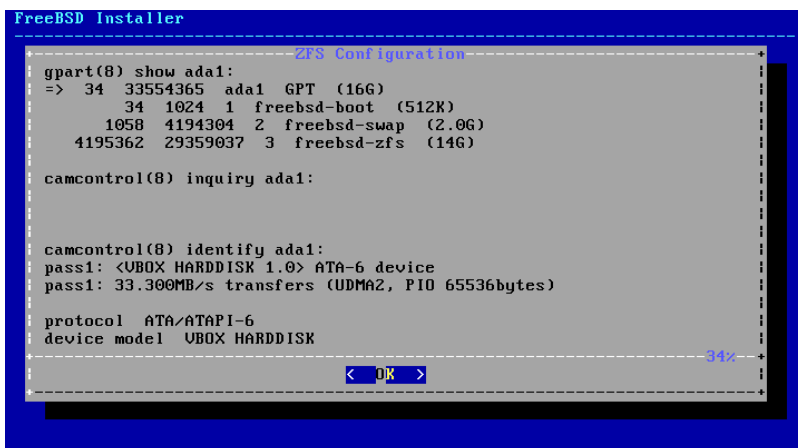 FreeBSD Installer
ZFS Configuration
gpart(8) show ada1:
=> 34 33554365 ada1 GPT (16G)
34 1024 1 freebsd-boot (512K)
1058 4194304 2 freebsd-swap (2.0G)
4195362 29359037 3 freebsd-zfs (14G)
camcontrol(8) inquiry ada1:
camcontrol(8) identify ada1:
pass1: <VBOX HARDDISK 1.0> ATA-6 device
pass1: 33.300MB/s transfers (UDMA2, PIO 65536bytes)
protocol ATA/ATAPI-6
device model VBOX HARDDISK
34%
< OK >